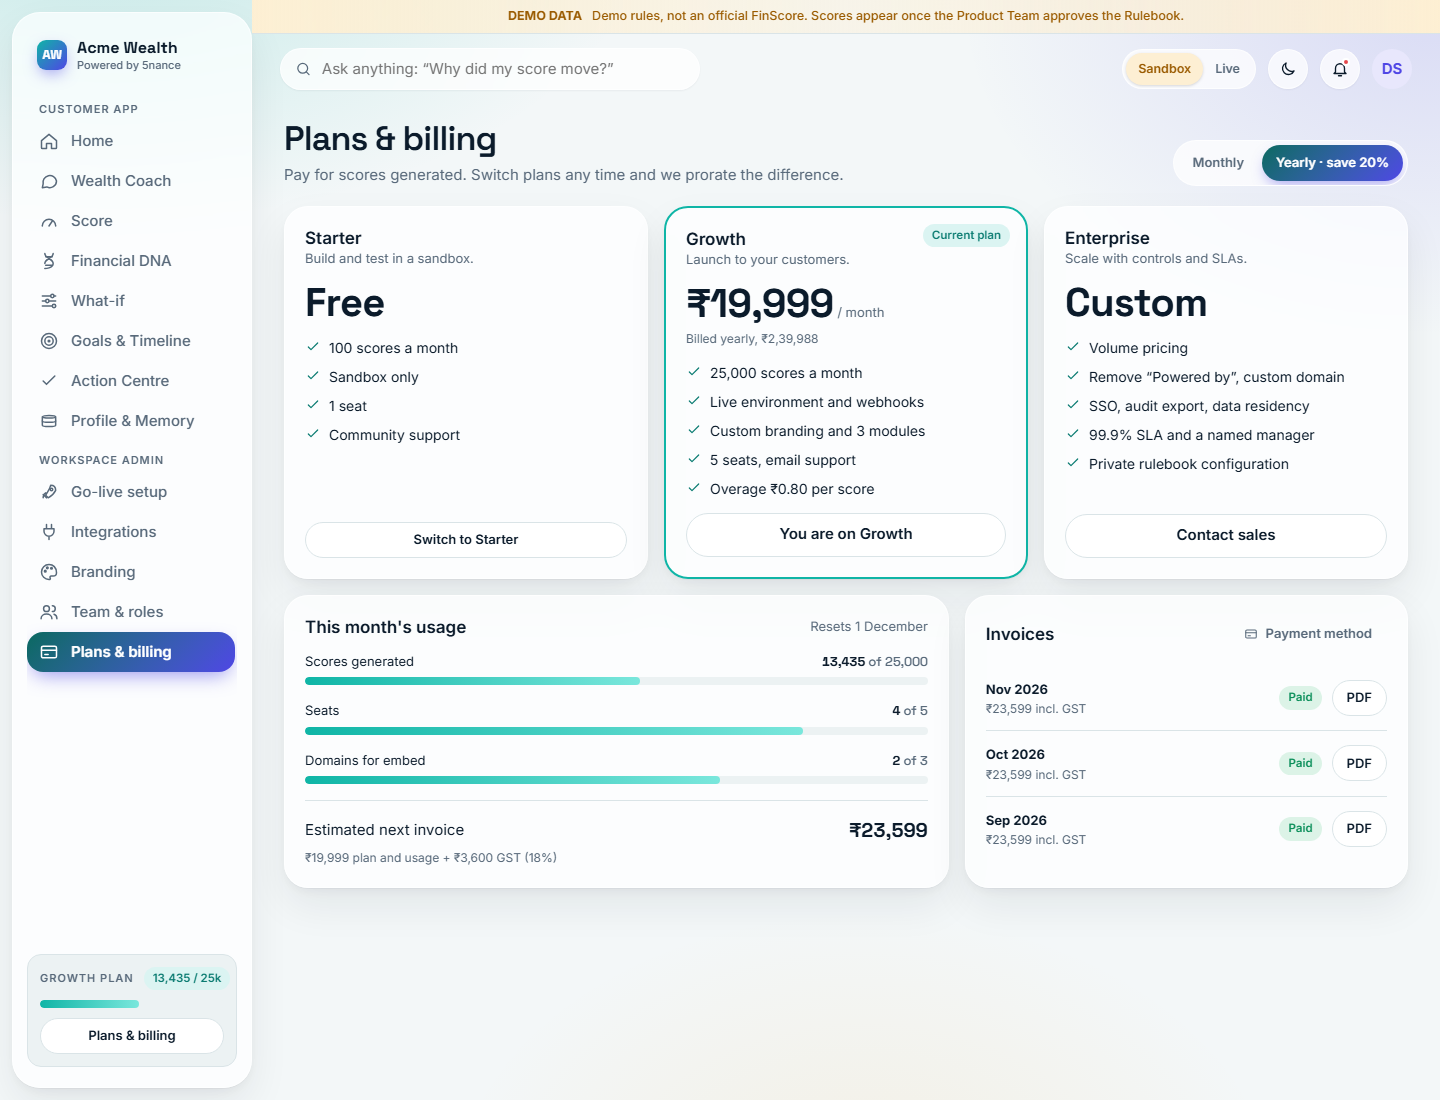 DEMO DATA Demo rules, not an official FinScore. Scores appear once the Product Team approves the Rulebook.
AW
Acme Wealth
Powered by 5nance
CUSTOMER APP
Home
Wealth Coach
Score
Financial DNA
What-if
Goals & Timeline
Action Centre
Profile & Memory
WORKSPACE ADMIN
Go-live setup
Integrations
Branding
Team & roles
Plans & billing
GROWTH PLAN 13,435 / 25k
Plans & billing
Ask anything: “Why did my score move?”
Sandbox Live
DS
Plans & billing
Pay for scores generated. Switch plans any time and we prorate the difference.
Monthly Yearly · save 20%
Starter
Build and test in a sandbox.
Free
100 scores a month
Sandbox only
1 seat
Community support
Switch to Starter
Growth
Current plan
Launch to your customers.
₹19,999 / month
Billed yearly, ₹2,39,988
25,000 scores a month
Live environment and webhooks
Custom branding and 3 modules
5 seats, email support
Overage ₹0.80 per score
You are on Growth
Enterprise
Scale with controls and SLAs.
Custom
Volume pricing
Remove “Powered by”, custom domain
SSO, audit export, data residency
99.9% SLA and a named manager
Private rulebook configuration
Contact sales
This month's usage
Resets 1 December
Scores generated 13,435 of 25,000
Seats 4 of 5
Domains for embed 2 of 3
Estimated next invoice ₹23,599
₹19,999 plan and usage + ₹3,600 GST (18%)
Invoices
Payment method
Nov 2026
₹23,599 incl. GST
Paid PDF
Oct 2026
₹23,599 incl. GST
Paid PDF
Sep 2026
₹23,599 incl. GST
Paid PDF